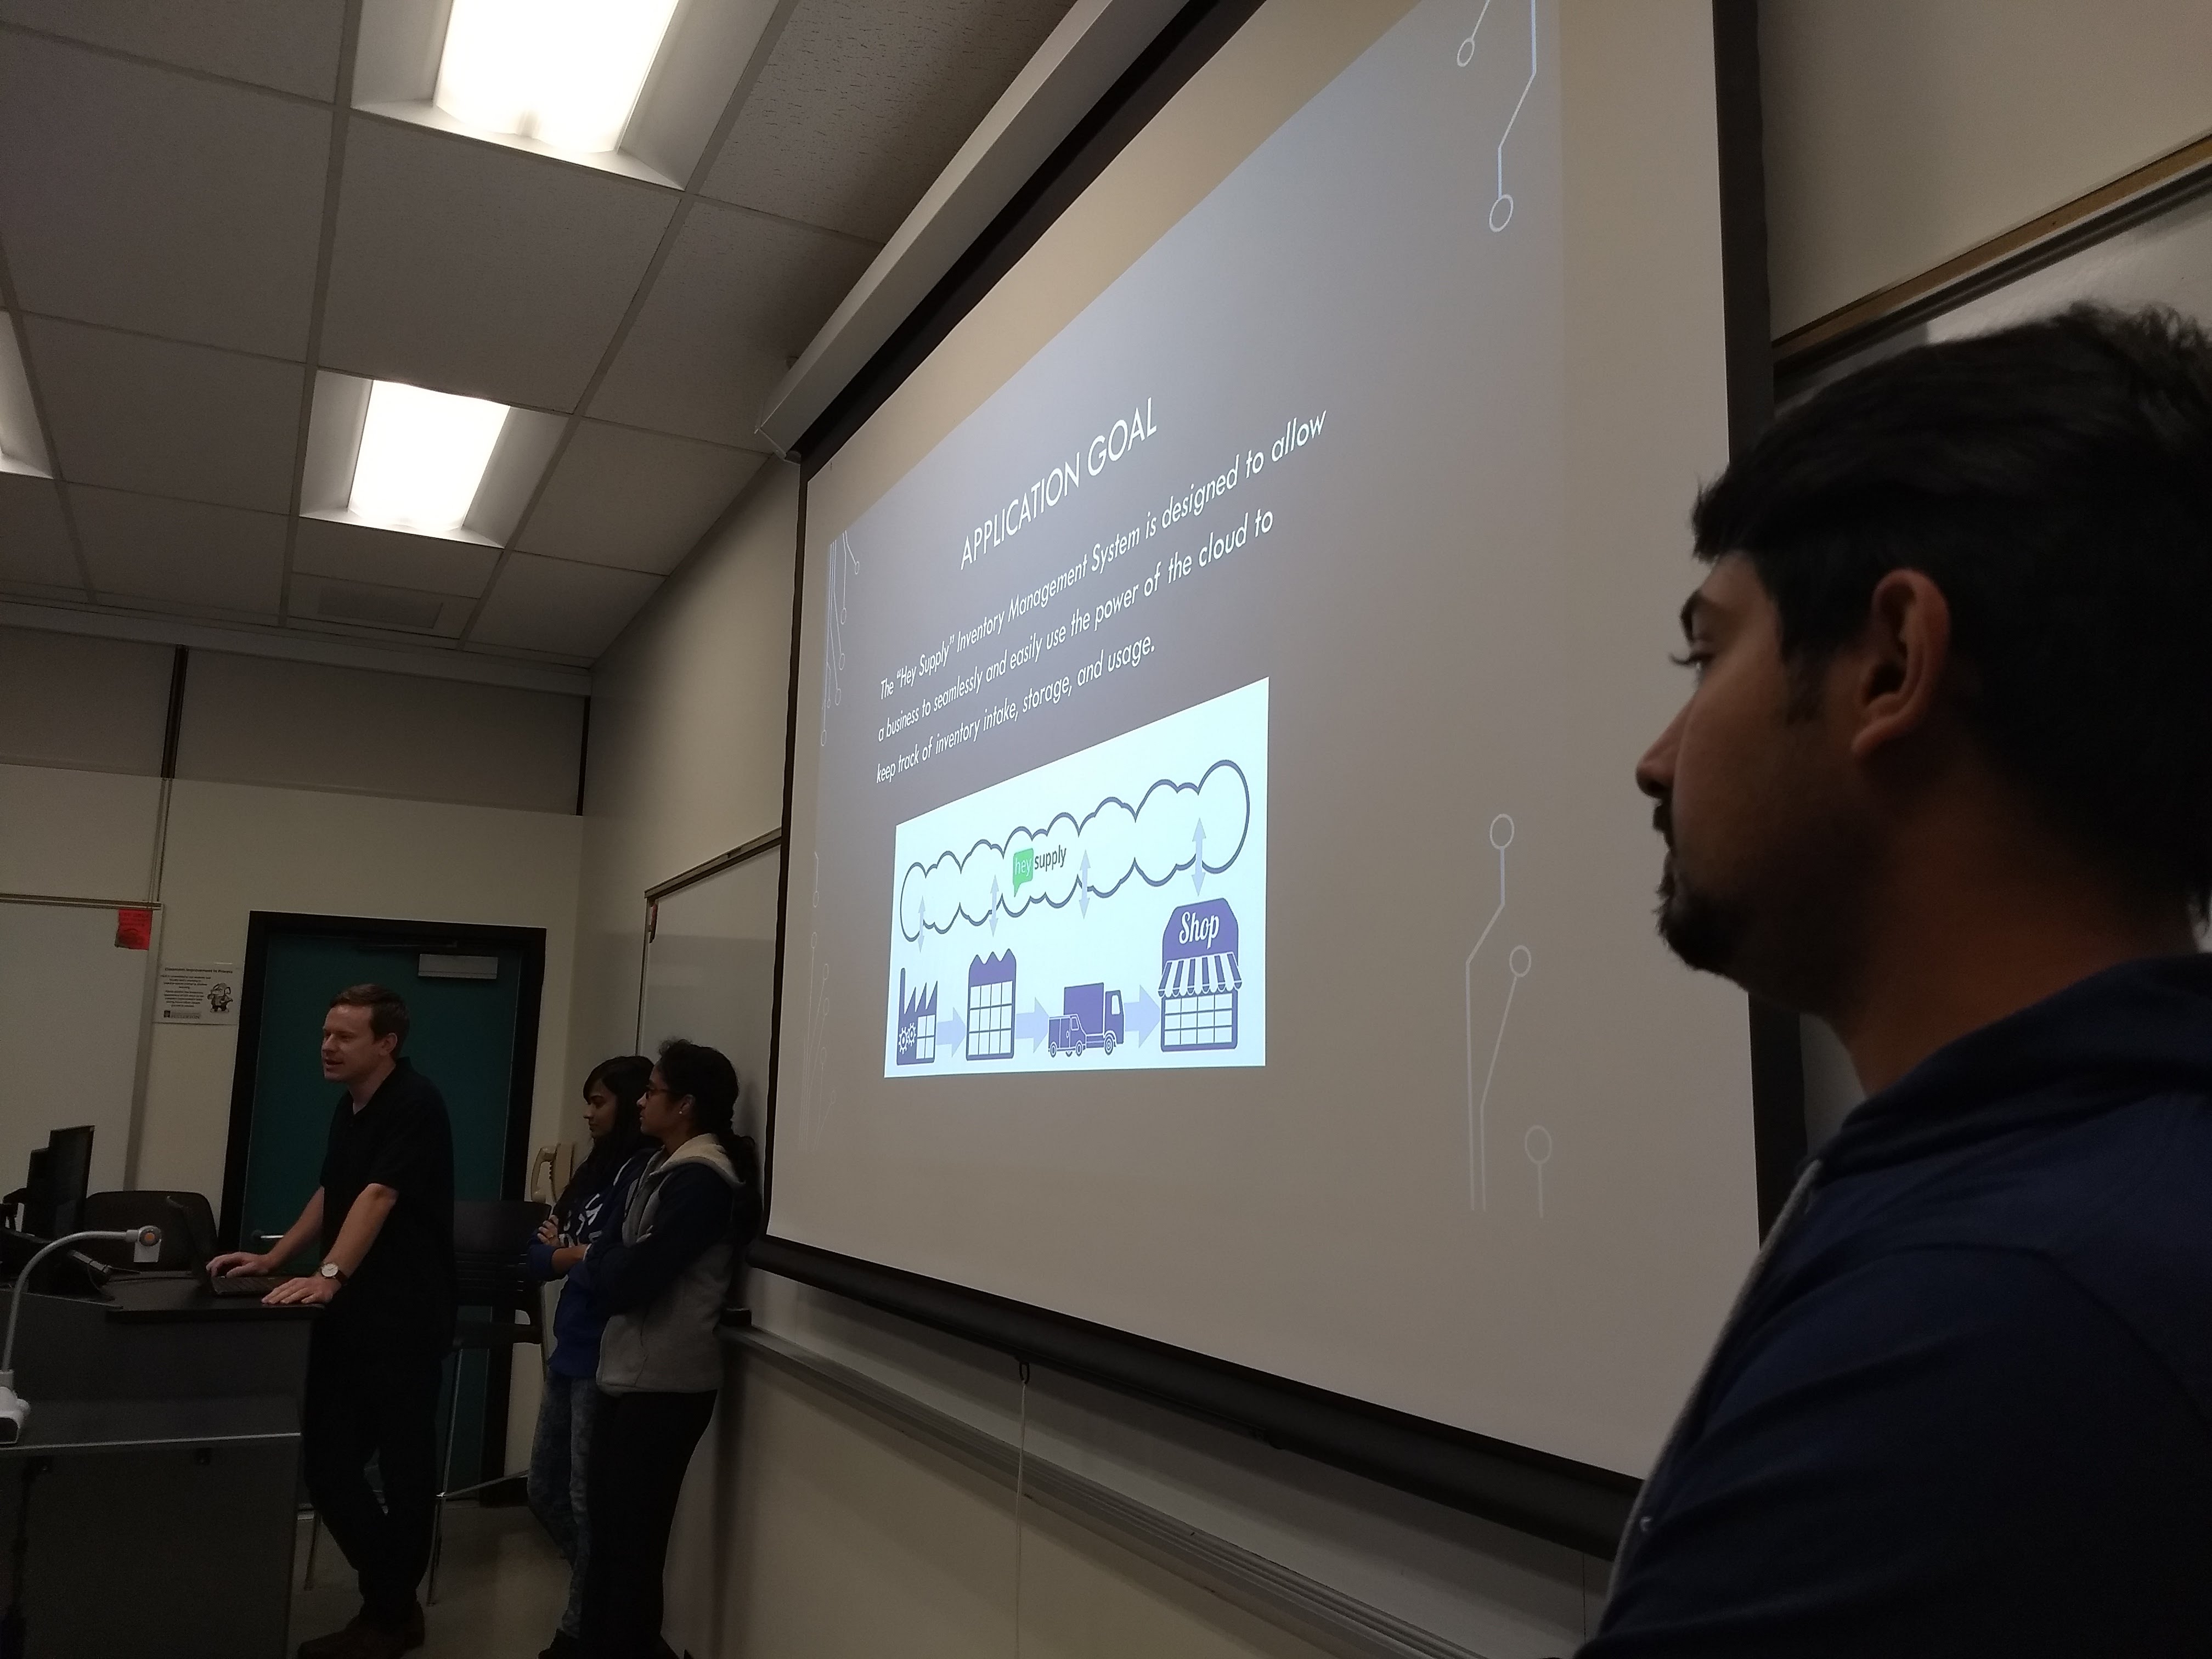 APPLICATION GOAL
The "Hey Supply" Inventory Management System is designed to allow
a business to seamlessly and easily use the power of the cloud to
keep track of inventory intake, storage, and usage.
hey supply
Shop